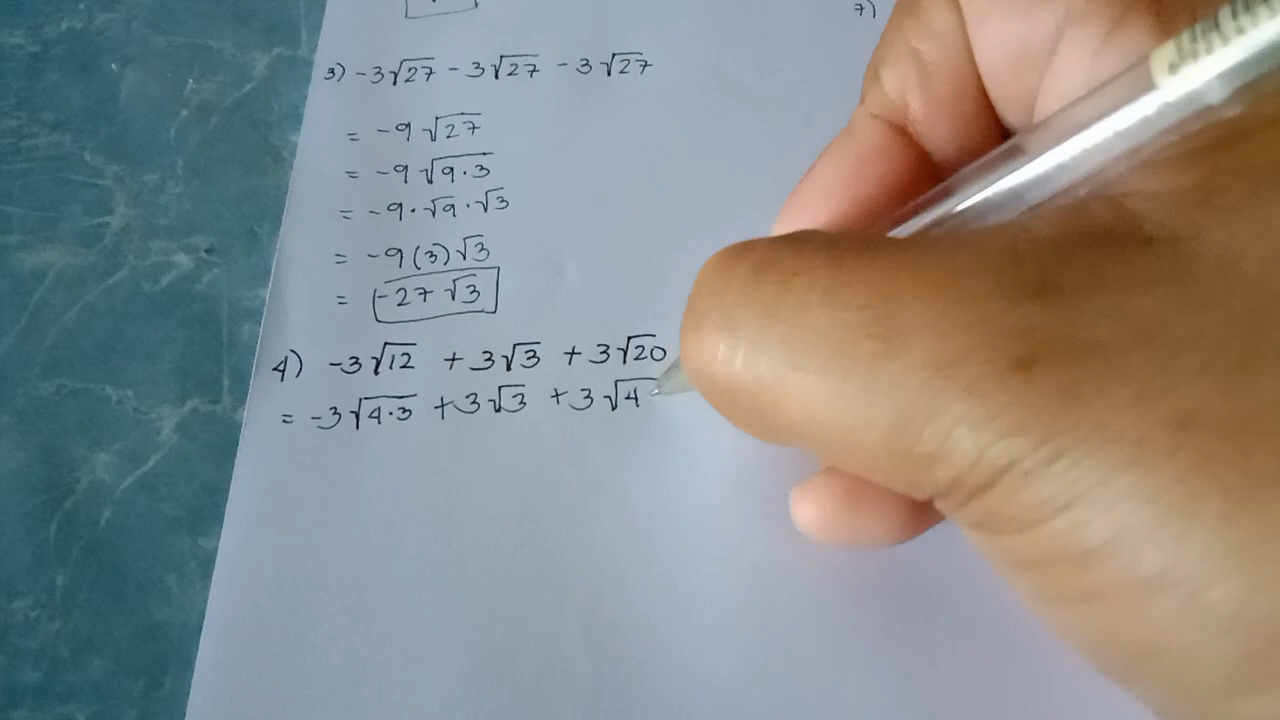 7)
3) -3√27 - 3√27 - 3√27
= -9√27
= -9√9·3
= -9·√9·√3
= -9(3)√3
= -27√3
4) -3√12 + 3√3 + 3√20
= -3√4·3 + 3√3 + 3√4